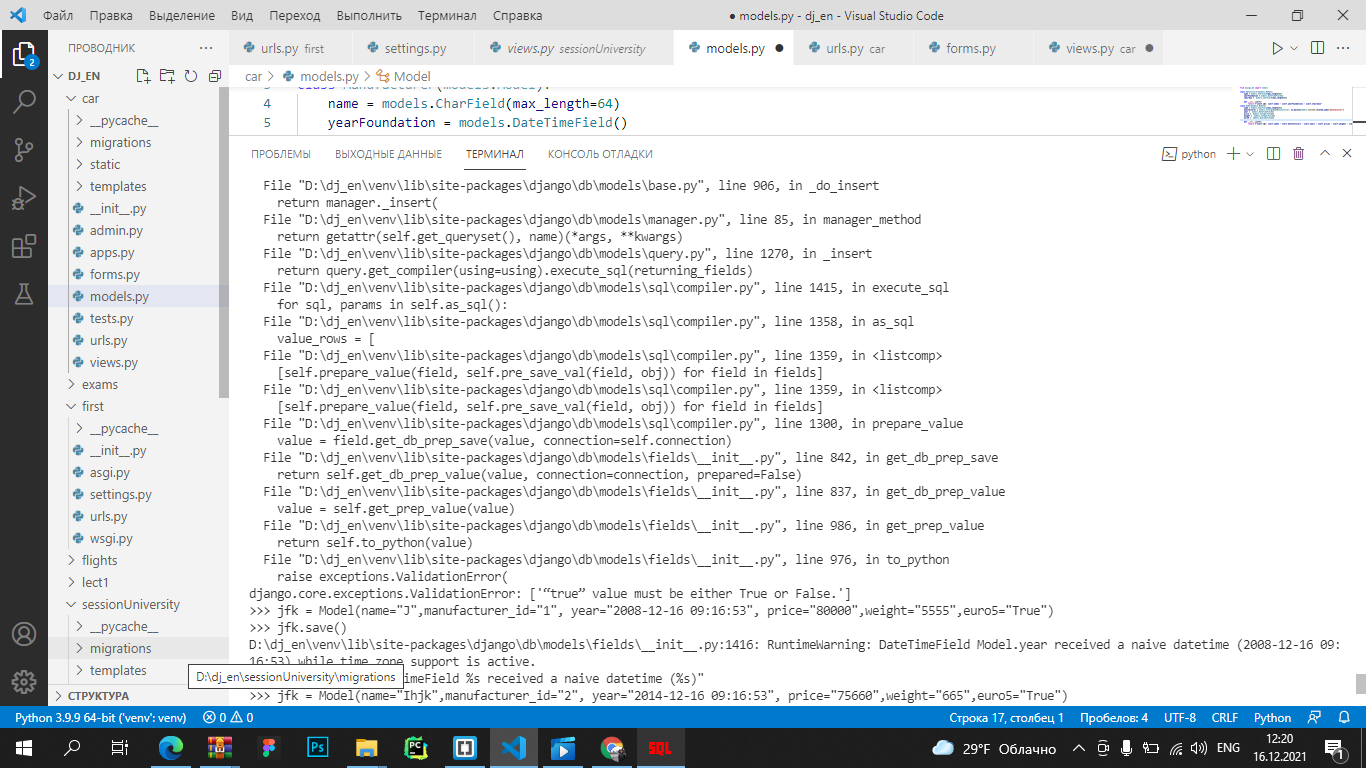 Файл Правка Выделение Вид Переход Выполнить Терминал Справка ● models.py - dj_en - Visual Studio Code
ПРОВОДНИК ···
urls.py first settings.py views.py sessionUniversity models.py ● urls.py car forms.py views.py car ●
DJ_EN
car > models.py > Model
car
__pycache__
migrations
static
templates
__init__.py
admin.py
apps.py
forms.py
models.py
tests.py
urls.py
views.py
exams
first
__pycache__
__init__.py
asgi.py
settings.py
urls.py
wsgi.py
flights
lect1
sessionUniversity
__pycache__
migrations
templates
СТРУКТУРА
D:\dj_en\sessionUniversity\migrations
2
3 class Manufacturer(models.Model):
4 name = models.CharField(max_length=64)
5 yearFoundation = models.DateTimeField()
ПРОБЛЕМЫ ВЫХОДНЫЕ ДАННЫЕ ТЕРМИНАЛ КОНСОЛЬ ОТЛАДКИ python
File "D:\dj_en\venv\lib\site-packages\django\db\models\base.py", line 906, in _do_insert
return manager._insert(
File "D:\dj_en\venv\lib\site-packages\django\db\models\manager.py", line 85, in manager_method
return getattr(self.get_queryset(), name)(*args, **kwargs)
File "D:\dj_en\venv\lib\site-packages\django\db\models\query.py", line 1270, in _insert
return query.get_compiler(using=using).execute_sql(returning_fields)
File "D:\dj_en\venv\lib\site-packages\django\db\models\sql\compiler.py", line 1415, in execute_sql
for sql, params in self.as_sql():
File "D:\dj_en\venv\lib\site-packages\django\db\models\sql\compiler.py", line 1358, in as_sql
value_rows = [
File "D:\dj_en\venv\lib\site-packages\django\db\models\sql\compiler.py", line 1359, in <listcomp>
[self.prepare_value(field, self.pre_save_val(field, obj)) for field in fields]
File "D:\dj_en\venv\lib\site-packages\django\db\models\sql\compiler.py", line 1359, in <listcomp>
[self.prepare_value(field, self.pre_save_val(field, obj)) for field in fields]
File "D:\dj_en\venv\lib\site-packages\django\db\models\sql\compiler.py", line 1300, in prepare_value
value = field.get_db_prep_save(value, connection=self.connection)
File "D:\dj_en\venv\lib\site-packages\django\db\models\fields\__init__.py", line 842, in get_db_prep_save
return self.get_db_prep_value(value, connection=connection, prepared=False)
File "D:\dj_en\venv\lib\site-packages\django\db\models\fields\__init__.py", line 837, in get_db_prep_value
value = self.get_prep_value(value)
File "D:\dj_en\venv\lib\site-packages\django\db\models\fields\__init__.py", line 986, in get_prep_value
return self.to_python(value)
File "D:\dj_en\venv\lib\site-packages\django\db\models\fields\__init__.py", line 976, in to_python
raise exceptions.ValidationError(
django.core.exceptions.ValidationError: ['“true” value must be either True or False.']
>>> jfk = Model(name="J",manufacturer_id="1", year="2008-12-16 09:16:53", price="80000",weight="5555",euro5="True")
>>> jfk.save()
D:\dj_en\venv\lib\site-packages\django\db\models\fields\__init__.py:1416: RuntimeWarning: DateTimeField Model.year received a naive datetime (2008-12-16 09:
16:53) while time zone support is active.
timeField %s received a naive datetime (%s)"
>>> jfk = Model(name="Ihjk",manufacturer_id="2", year="2014-12-16 09:16:53", price="75660",weight="665",euro5="True")
Python 3.9.9 64-bit ('venv': venv) 0 0 Строка 17, столбец 1 Пробелов: 4 UTF-8 CRLF Python
Ps PC SQL 29°F Облачно ENG 12:20
16.12.2021 1